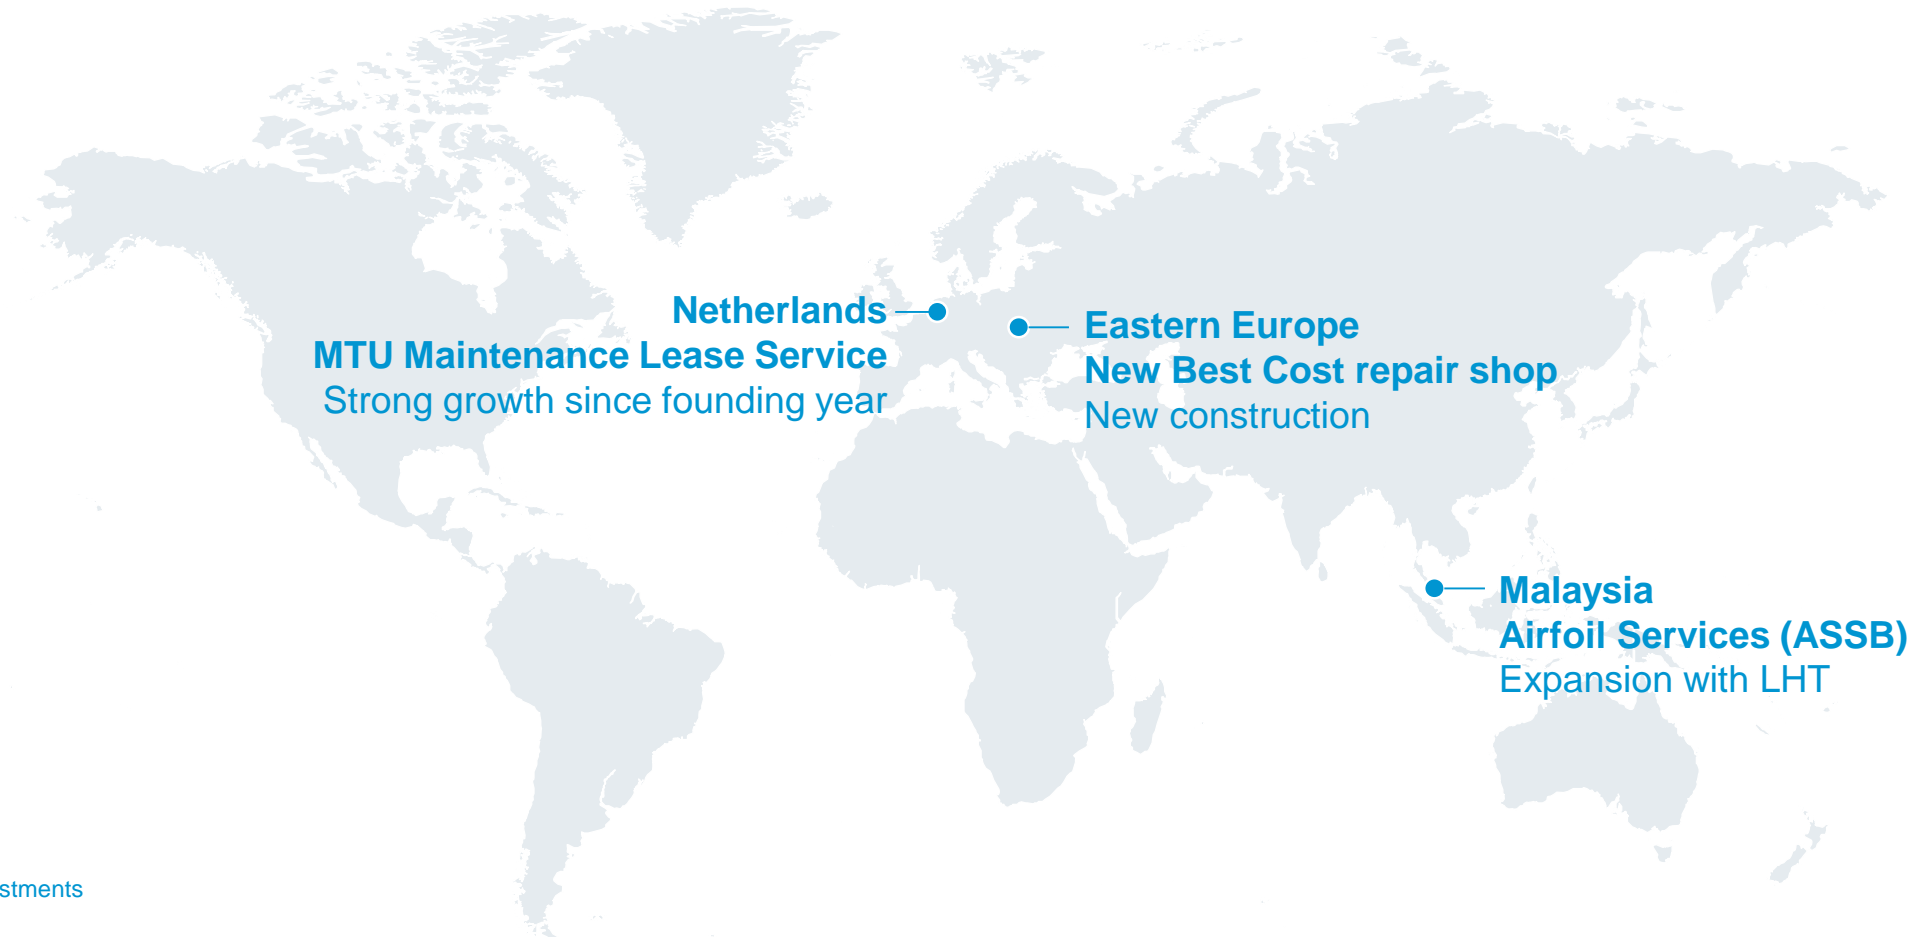 Netherlands
MTU Maintenance Lease Service
Strong growth since founding year
Eastern Europe
New Best Cost repair shop
New construction
Malaysia
Airfoil Services (ASSB)
Expansion with LHT
stments